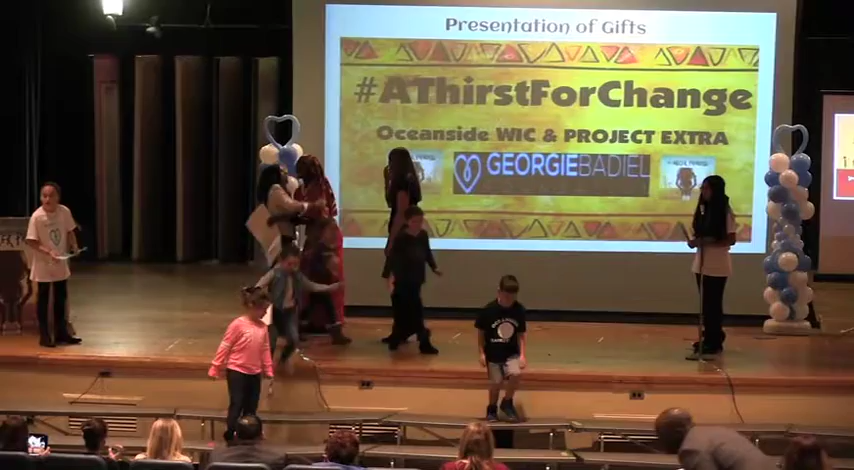 Presentation of Gifts
#AThirstForChange
Oceanside WIC & PROJECT EXTRA
GEORGIEBADIEL